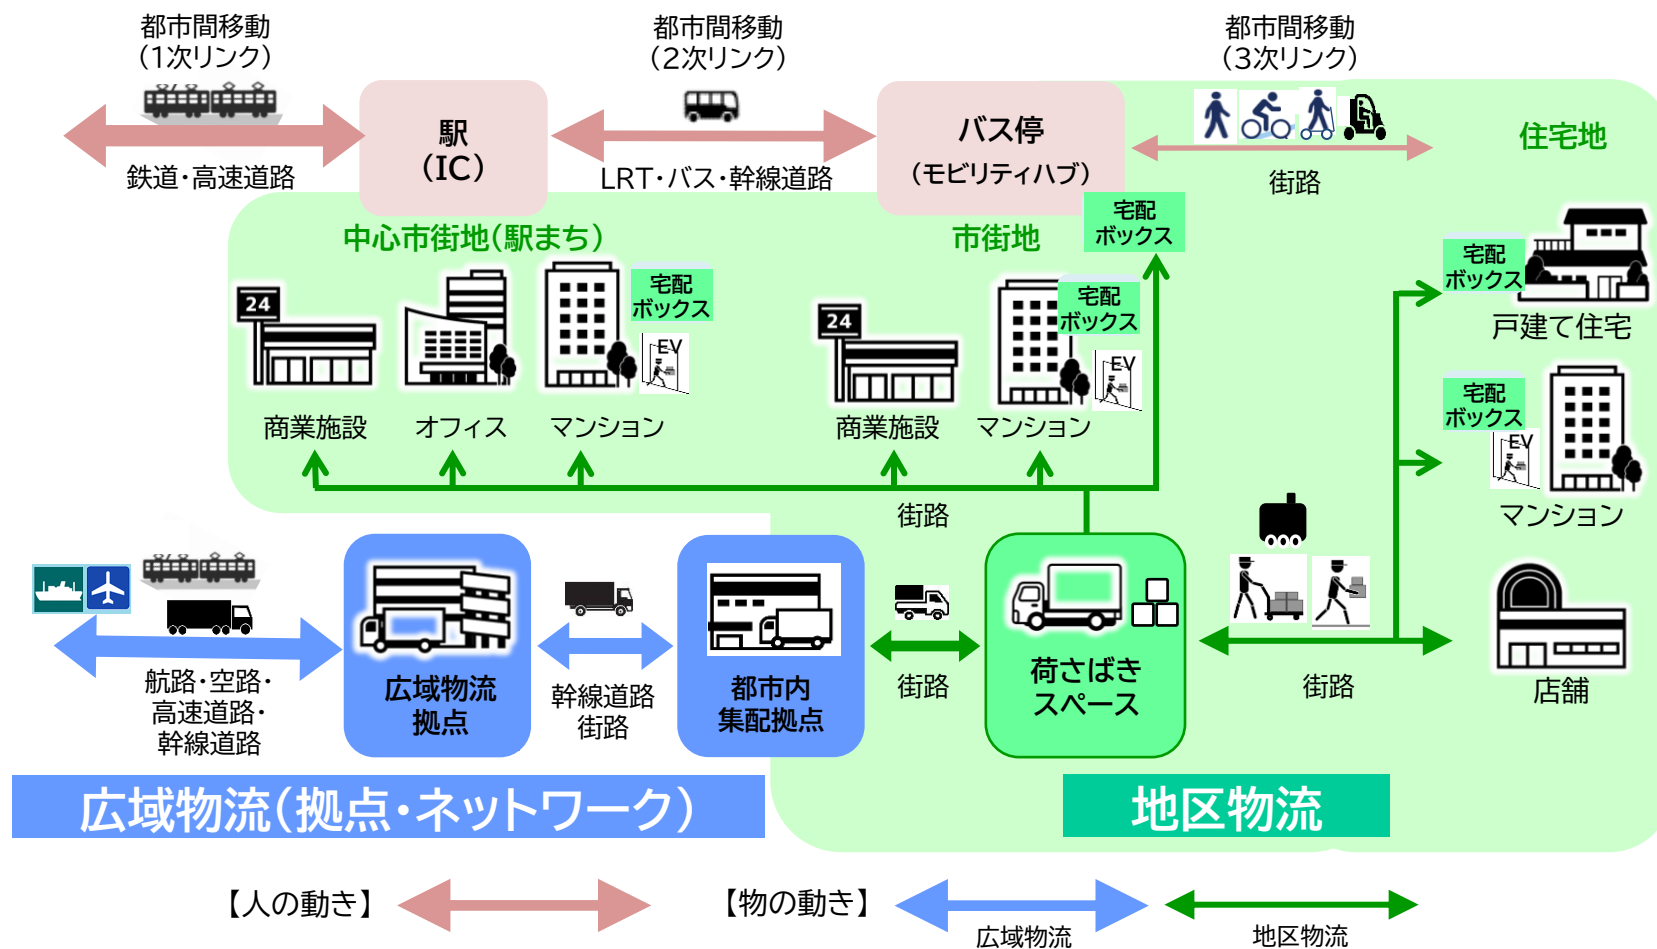 都市間移動
（1次リンク）
都市間移動
（2次リンク）
都市間移動
（3次リンク）
駅
（IC）
バス停
（モビリティハブ）
住宅地
鉄道・高速道路
LRT・バス・幹線道路
街路
中心市街地（駅まち）
市街地
宅配
ボックス
宅配
ボックス
宅配
ボックス
宅配
ボックス
24
24
EV
EV
戸建て住宅
商業施設
オフィス
マンション
商業施設
マンション
宅配
ボックス
EV
マンション
街路
広域物流
拠点
都市内
集配拠点
荷さばき
スペース
航路・空路・
高速道路・
幹線道路
幹線道路
街路
街路
街路
店舗
広域物流（拠点・ネットワーク）
地区物流
【人の動き】
【物の動き】
広域物流
地区物流